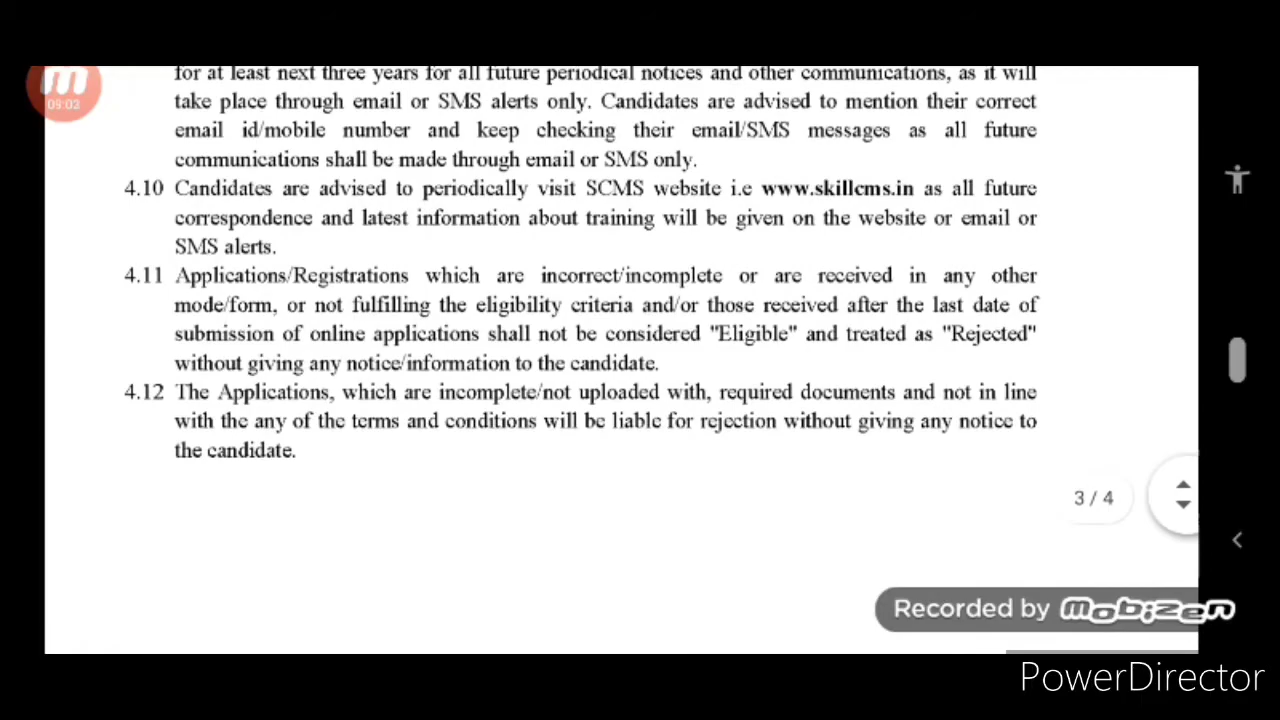 for at least next three years for all future periodical notices and other communications, as it will
take place through email or SMS alerts only. Candidates are advised to mention their correct
email id/mobile number and keep checking their email/SMS messages as all future
communications shall be made through email or SMS only.
4.10 Candidates are advised to periodically visit SCMS website i.e www.skillcms.in as all future
correspondence and latest information about training will be given on the website or email or
SMS alerts.
4.11 Applications/Registrations which are incorrect/incomplete or are received in any other
mode/form, or not fulfilling the eligibility criteria and/or those received after the last date of
submission of online applications shall not be considered "Eligible" and treated as "Rejected"
without giving any notice/information to the candidate.
4.12 The Applications, which are incomplete/not uploaded with, required documents and not in line
with the any of the terms and conditions will be liable for rejection without giving any notice to
the candidate.
m
09:03
3 / 4
Recorded by mobizen
PowerDirector